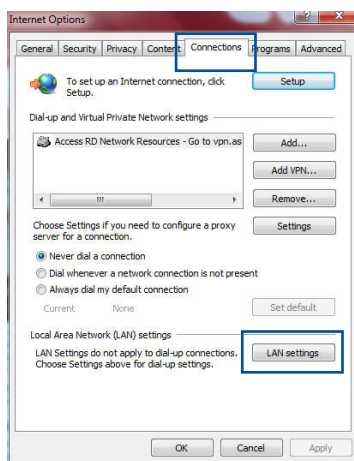 Internet Options
General Security Privacy Content Connections Programs Advanced
To set up an Internet connection, click
Setup.
Setup
Dial-up and Virtual Private Network settings
Access RD Network Resources - Go to vpn.as
Add...
Add VPN...
Remove...
Choose Settings if you need to configure a proxy
server for a connection.
Settings
Never dial a connection
Dial whenever a network connection is not present
Always dial my default connection
Current None
Set default
Local Area Network (LAN) settings
LAN Settings do not apply to dial-up connections.
Choose Settings above for dial-up settings.
LAN settings
OK Cancel Apply